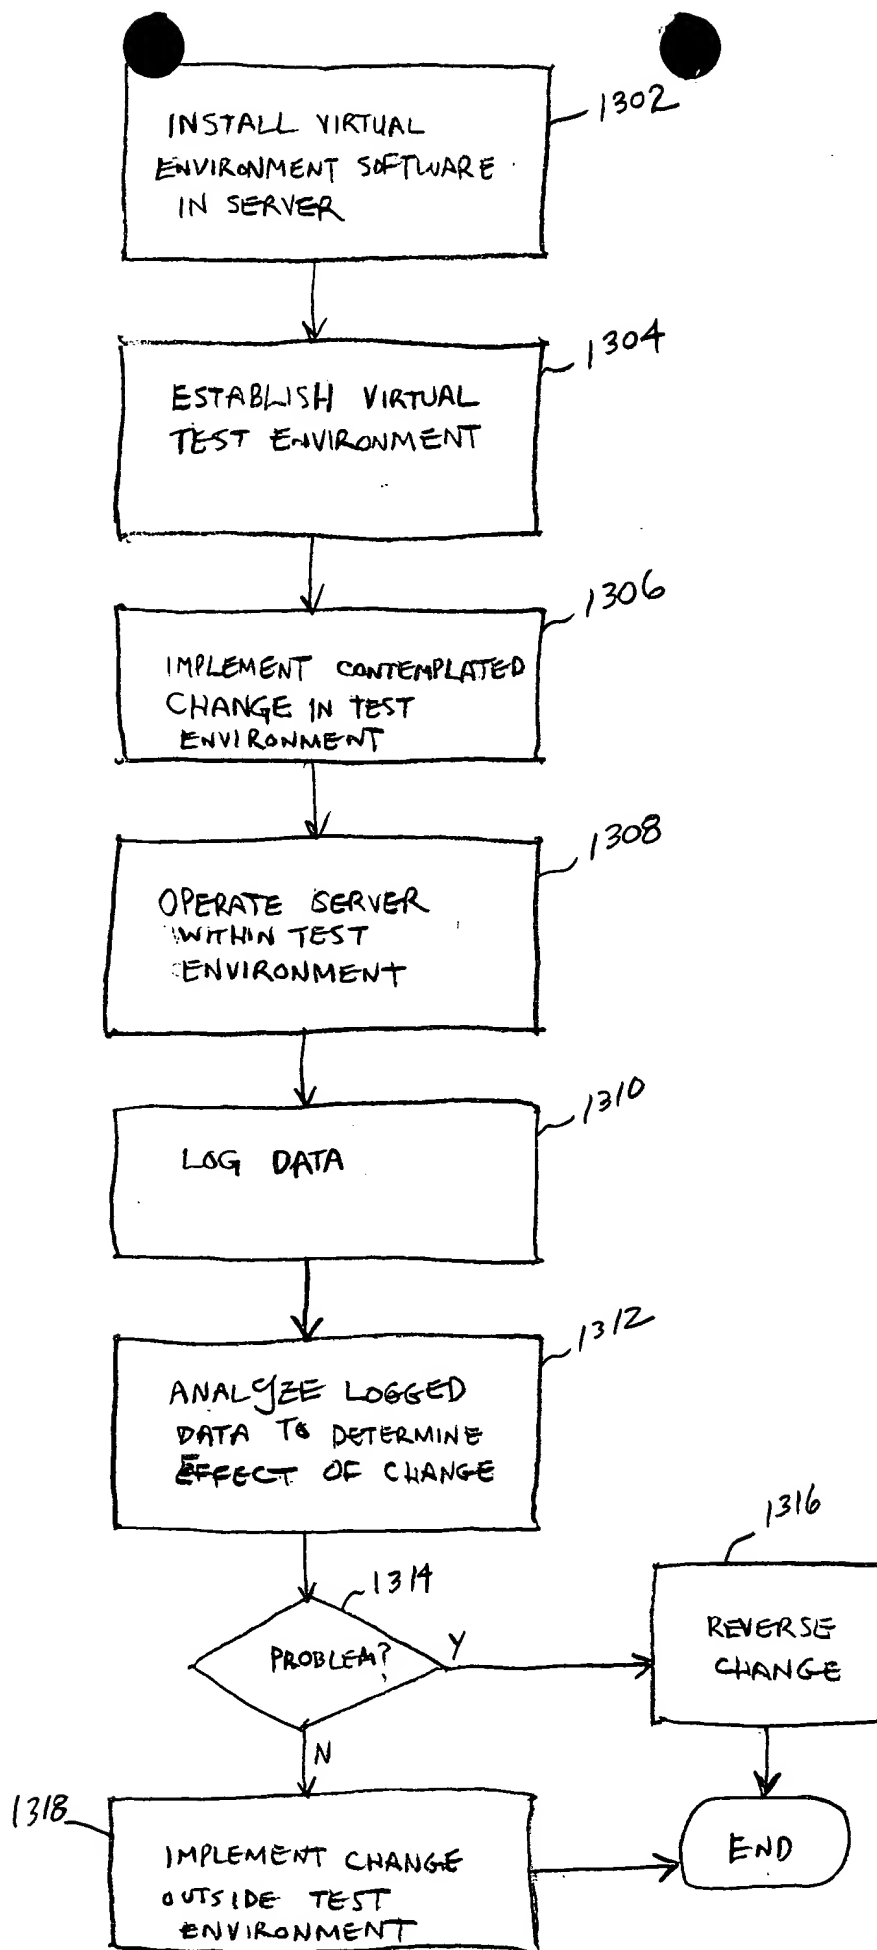 1302
INSTALL VIRTUAL
ENVIRONMENT SOFTWARE
IN SERVER
1304
ESTABLISH VIRTUAL
TEST ENVIRONMENT
1306
IMPLEMENT CONTEMPLATED
CHANGE IN TEST
ENVIRONMENT
1308
OPERATE SERVER
WITHIN TEST
ENVIRONMENT
1310
LOG DATA
1312
ANALYZE LOGGED
DATA TO DETERMINE
EFFECT OF CHANGE
1314
PROBLEM?
Y
1316
REVERSE
CHANGE
N
1318
IMPLEMENT CHANGE
OUTSIDE TEST
ENVIRONMENT
END